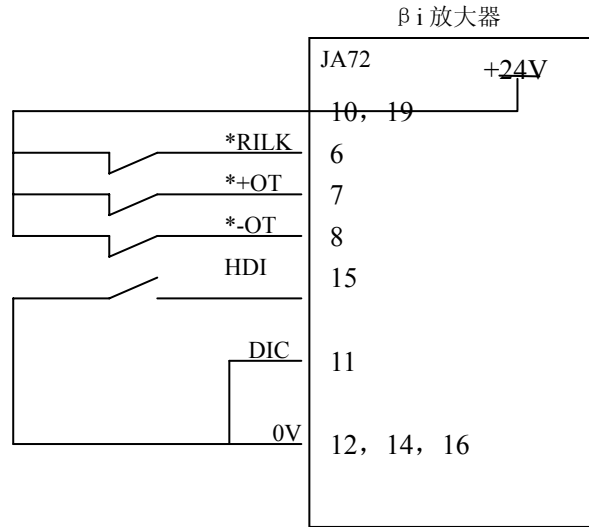 βi 放大器
JA72
+24V
10，19
*RILK 6
*+OT 7
*-OT 8
HDI 15
DIC 11
0V 12，14，16